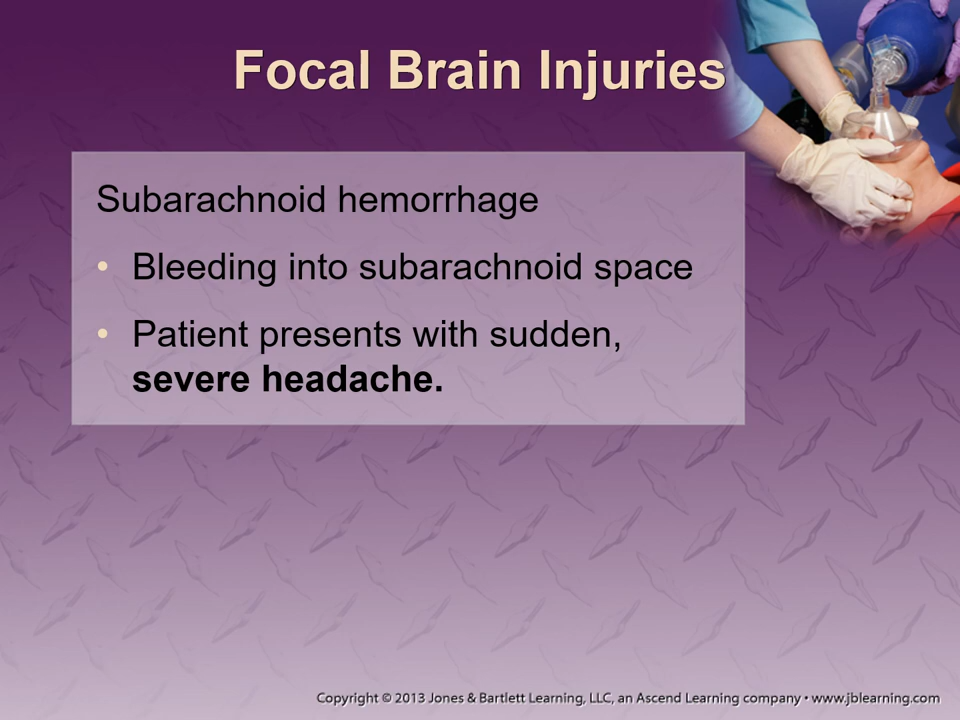 Focal Brain Injuries
Subarachnoid hemorrhage
• Bleeding into subarachnoid space
• Patient presents with sudden,
severe headache.
Copyright © 2013 Jones & Bartlett Learning, LLC, an Ascend Learning company • www.jblearning.com